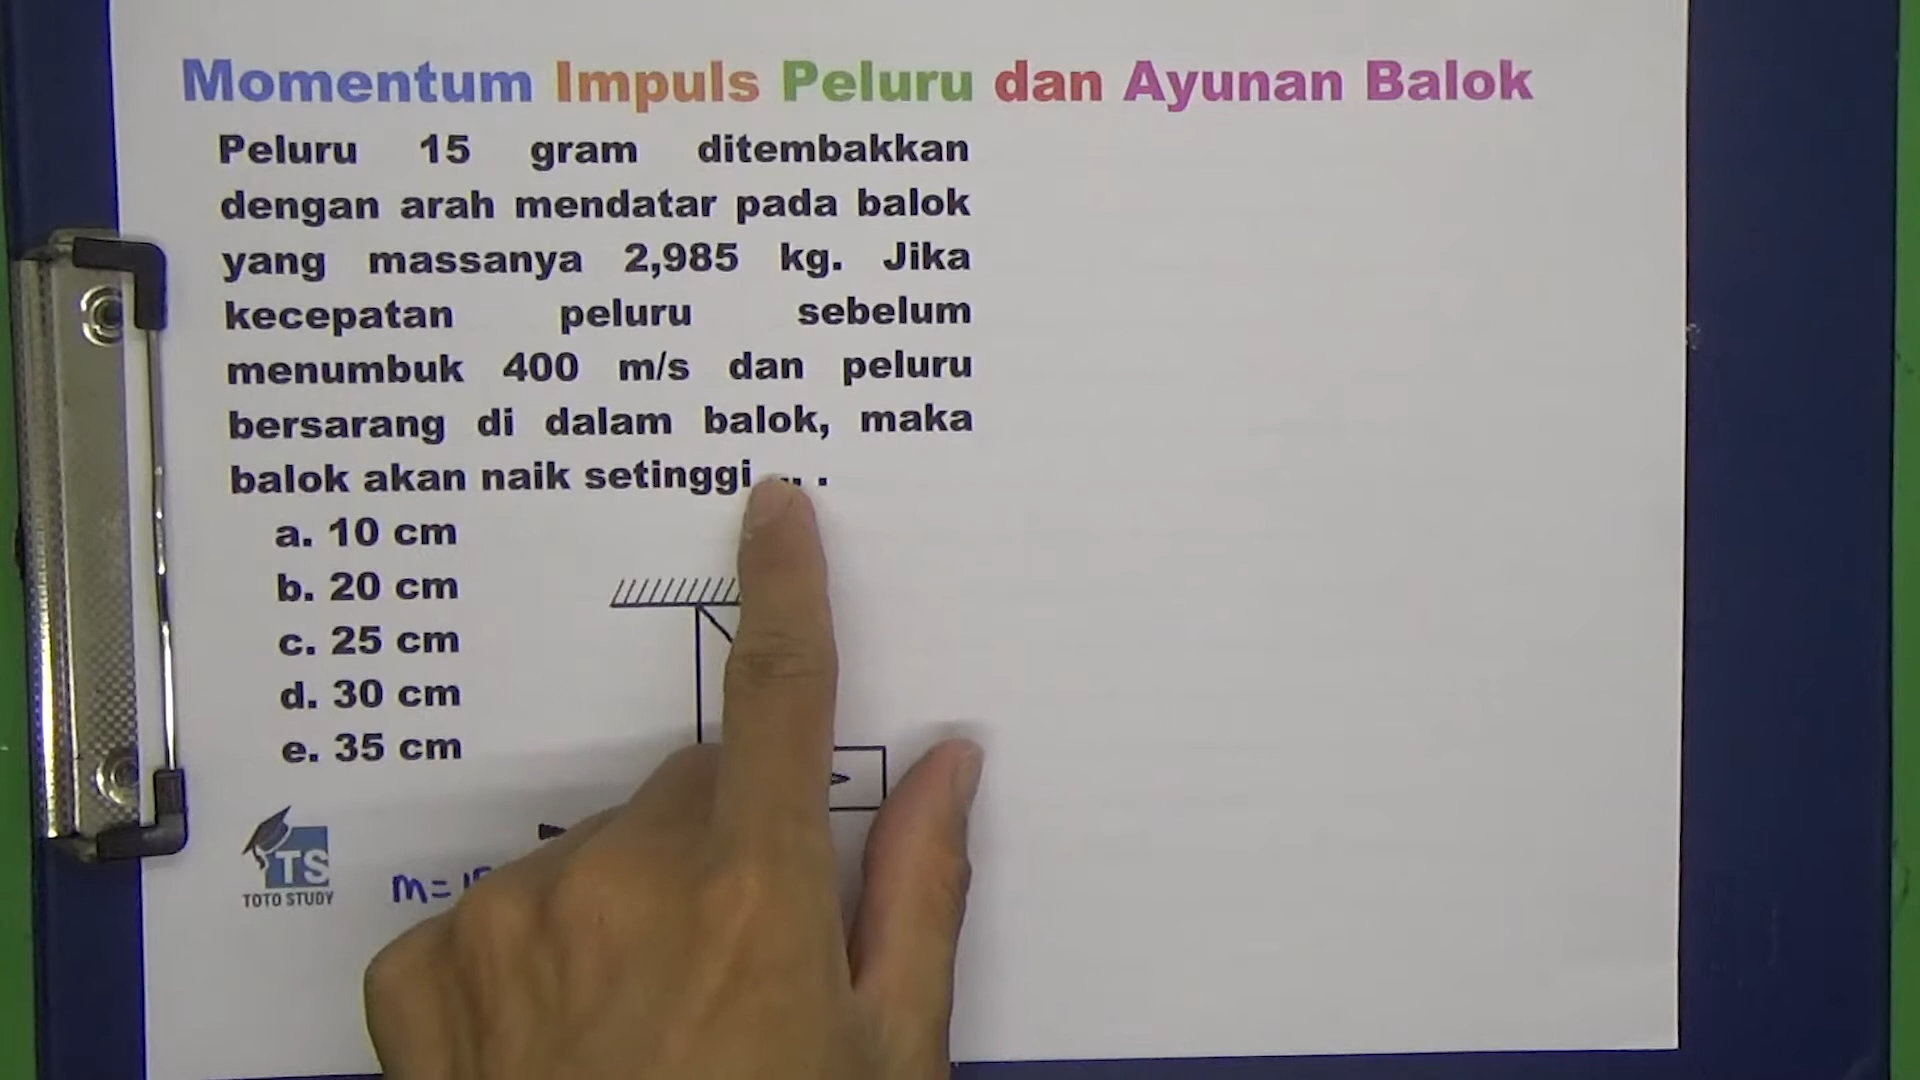 Momentum Impuls Peluru dan Ayunan Balok
Peluru 15 gram ditembakkan
dengan arah mendatar pada balok
yang massanya 2,985 kg. Jika
kecepatan peluru sebelum
menumbuk 400 m/s dan peluru
bersarang di dalam balok, maka
balok akan naik setinggi . . .
a. 10 cm
b. 20 cm
c. 25 cm
d. 30 cm
e. 35 cm
TS
TOTO STUDY
m=